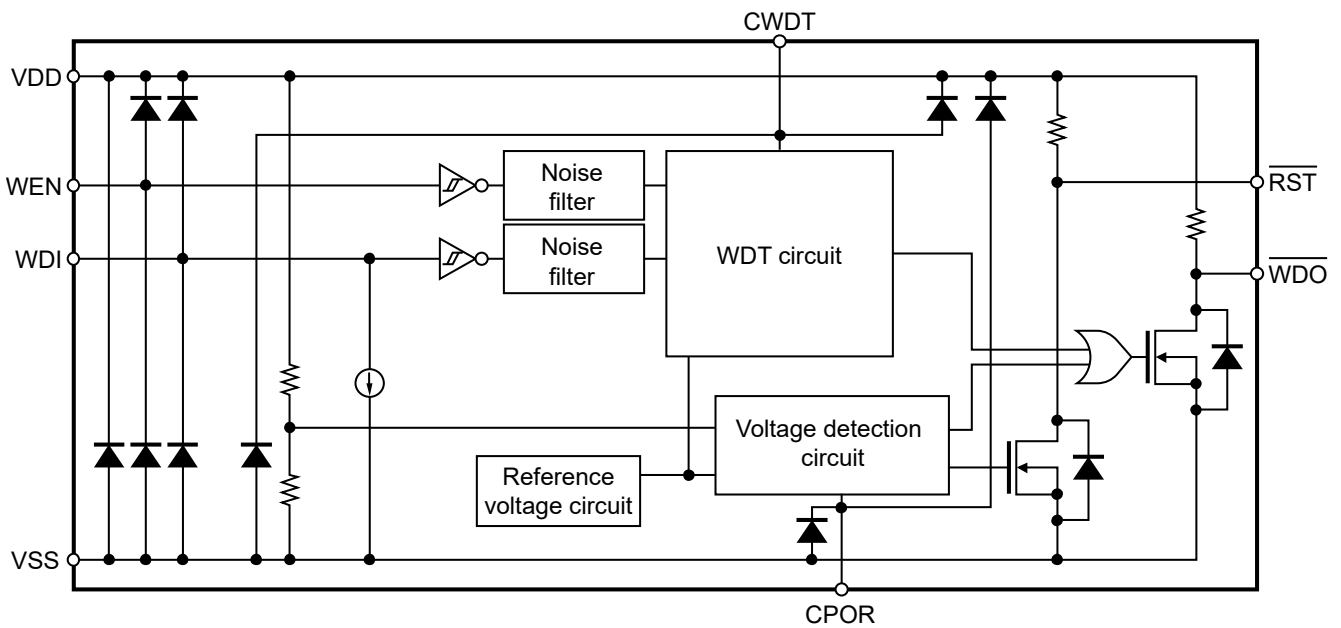 CWDT
VDD
WEN
Noise
filter
RST
WDI
Noise
filter
WDT circuit
WDO
Voltage detection
circuit
Reference
voltage circuit
VSS
CPOR